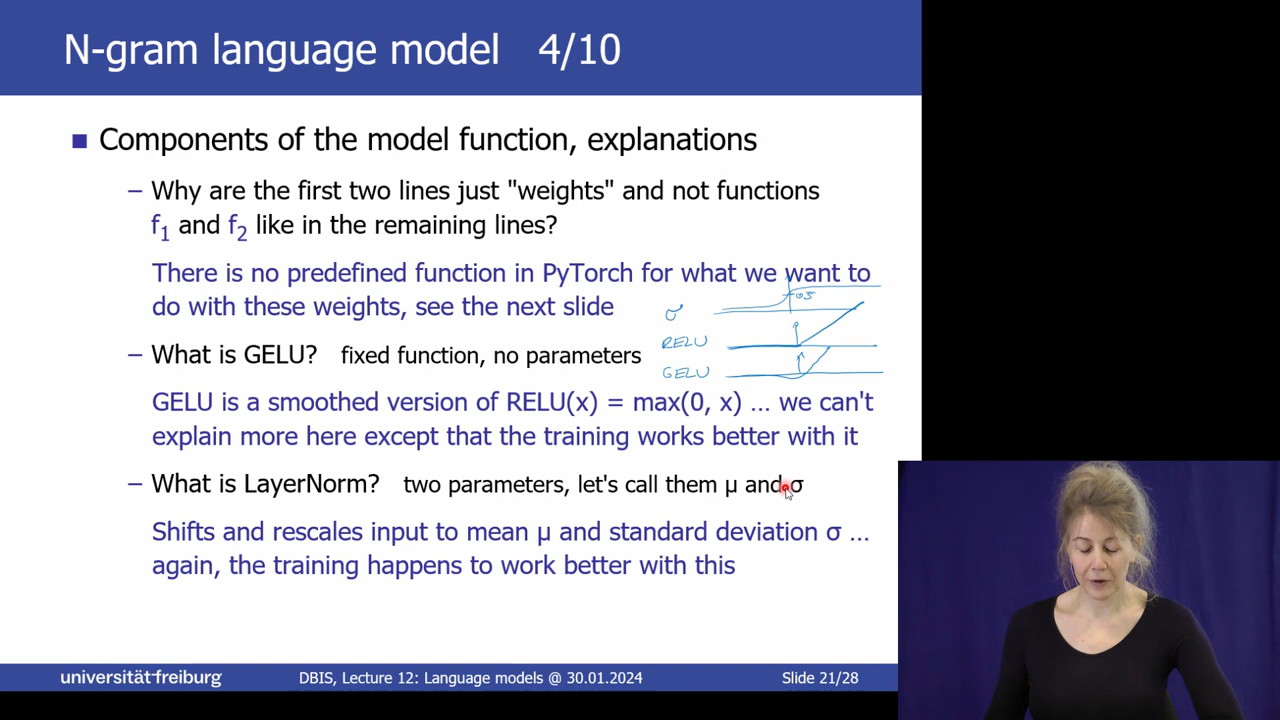 N-gram language model 4/10
■ Components of the model function, explanations
– Why are the first two lines just "weights" and not functions
f1 and f2 like in the remaining lines?
There is no predefined function in PyTorch for what we want to
do with these weights, see the next slide
0.5
σ
RELU
– What is GELU? fixed function, no parameters
GELU
GELU is a smoothed version of RELU(x) = max(0, x) … we can't
explain more here except that the training works better with it
– What is LayerNorm? two parameters, let's call them μ and σ
Shifts and rescales input to mean μ and standard deviation σ …
again, the training happens to work better with this
universität freiburg
DBIS, Lecture 12: Language models @ 30.01.2024
Slide 21/28